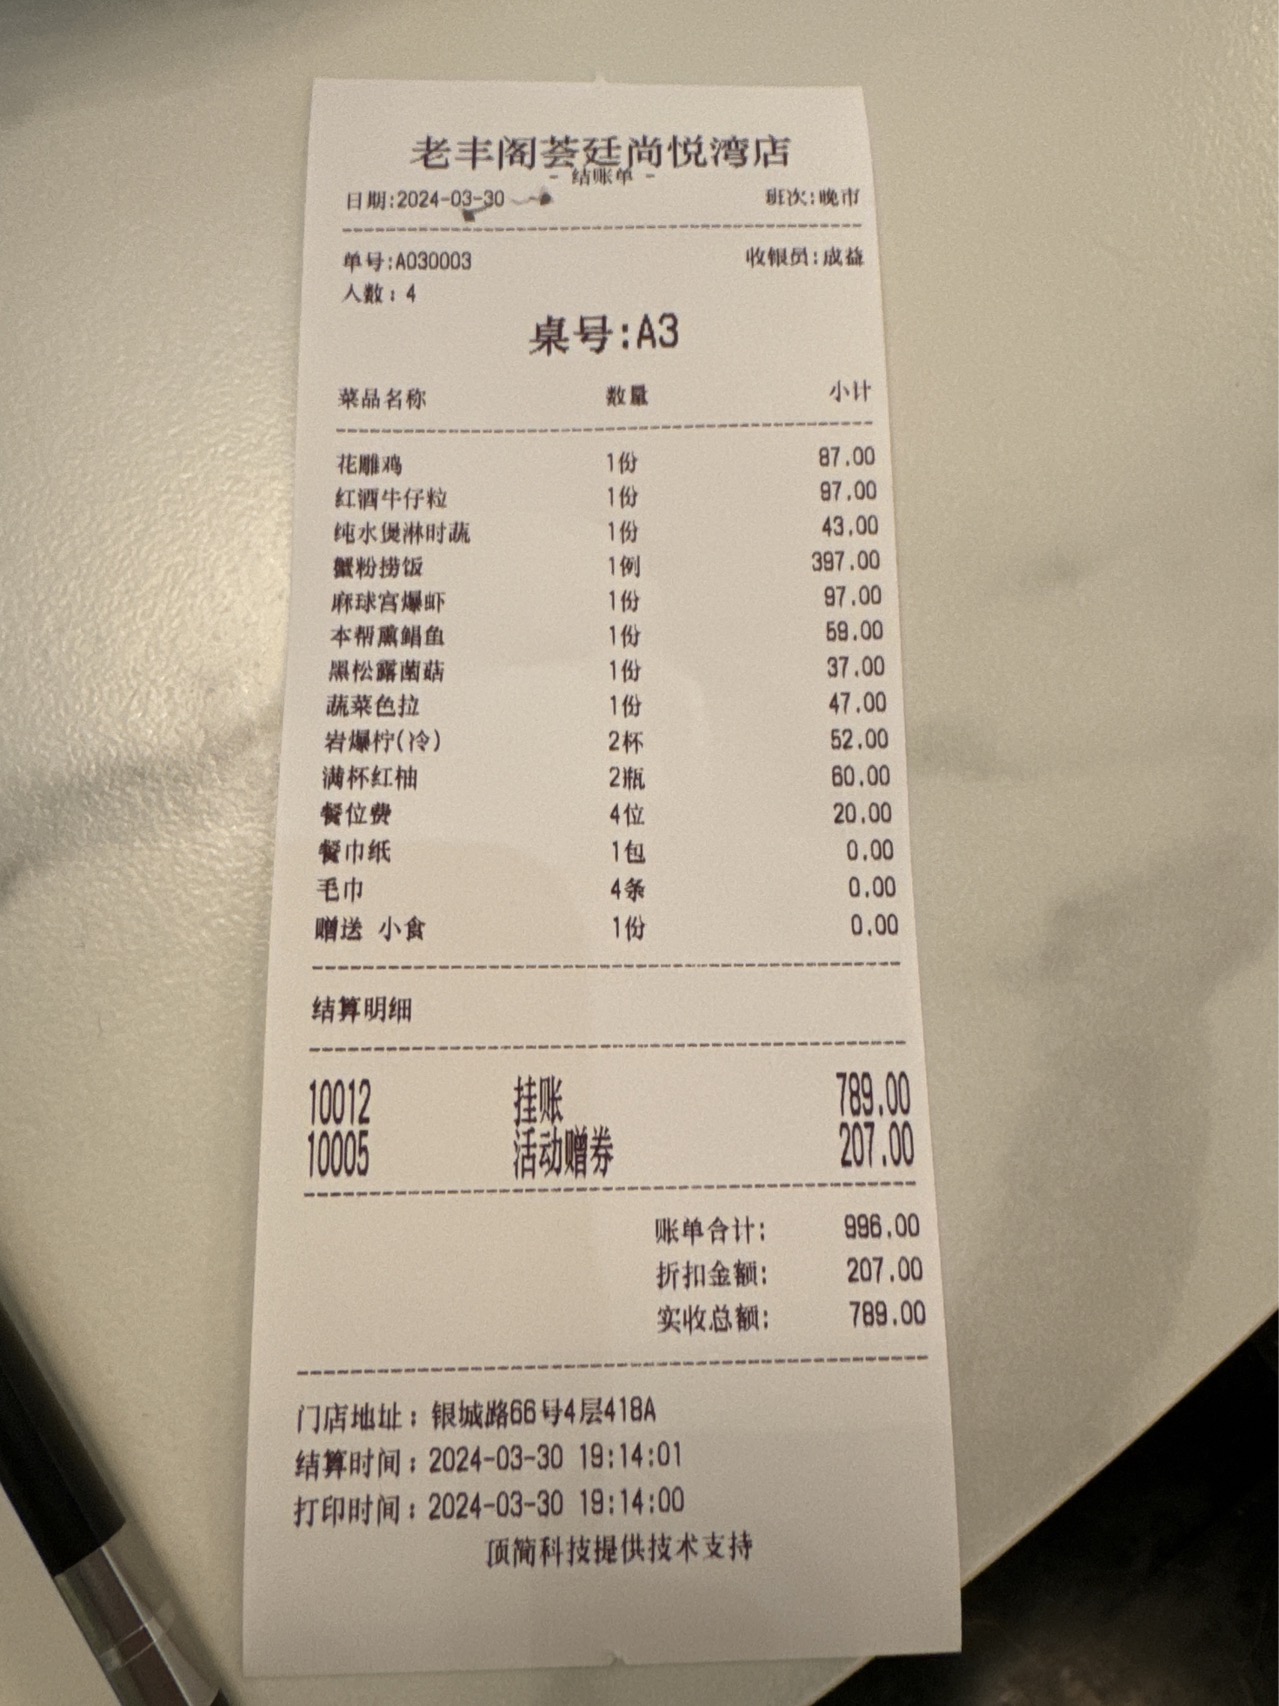 老丰阁荟廷尚悦湾店
- 结账单 -
日期:2024-03-30 班次:晚市
单号:A030003 收银员:成益
人数: 4
桌号:A3
菜品名称 数量 小计
花雕鸡 1份 87.00
红酒牛仔粒 1份 97.00
纯水煲淋时蔬 1份 43.00
蟹粉捞饭 1例 397.00
麻球宫爆虾 1份 97.00
本帮熏鲳鱼 1份 59.00
黑松露菌菇 1份 37.00
蔬菜色拉 1份 47.00
岩爆柠(冷) 2杯 52.00
满杯红柚 2瓶 60.00
餐位费 4位 20.00
餐巾纸 1包 0.00
毛巾 4条 0.00
赠送 小食 1份 0.00
结算明细
10012 挂账 789.00
10005 活动赠券 207.00
账单合计: 996.00
折扣金额: 207.00
实收总额: 789.00
门店地址: 银城路66号4层418A
结算时间: 2024-03-30 19:14:01
打印时间: 2024-03-30 19:14:00
顶简科技提供技术支持